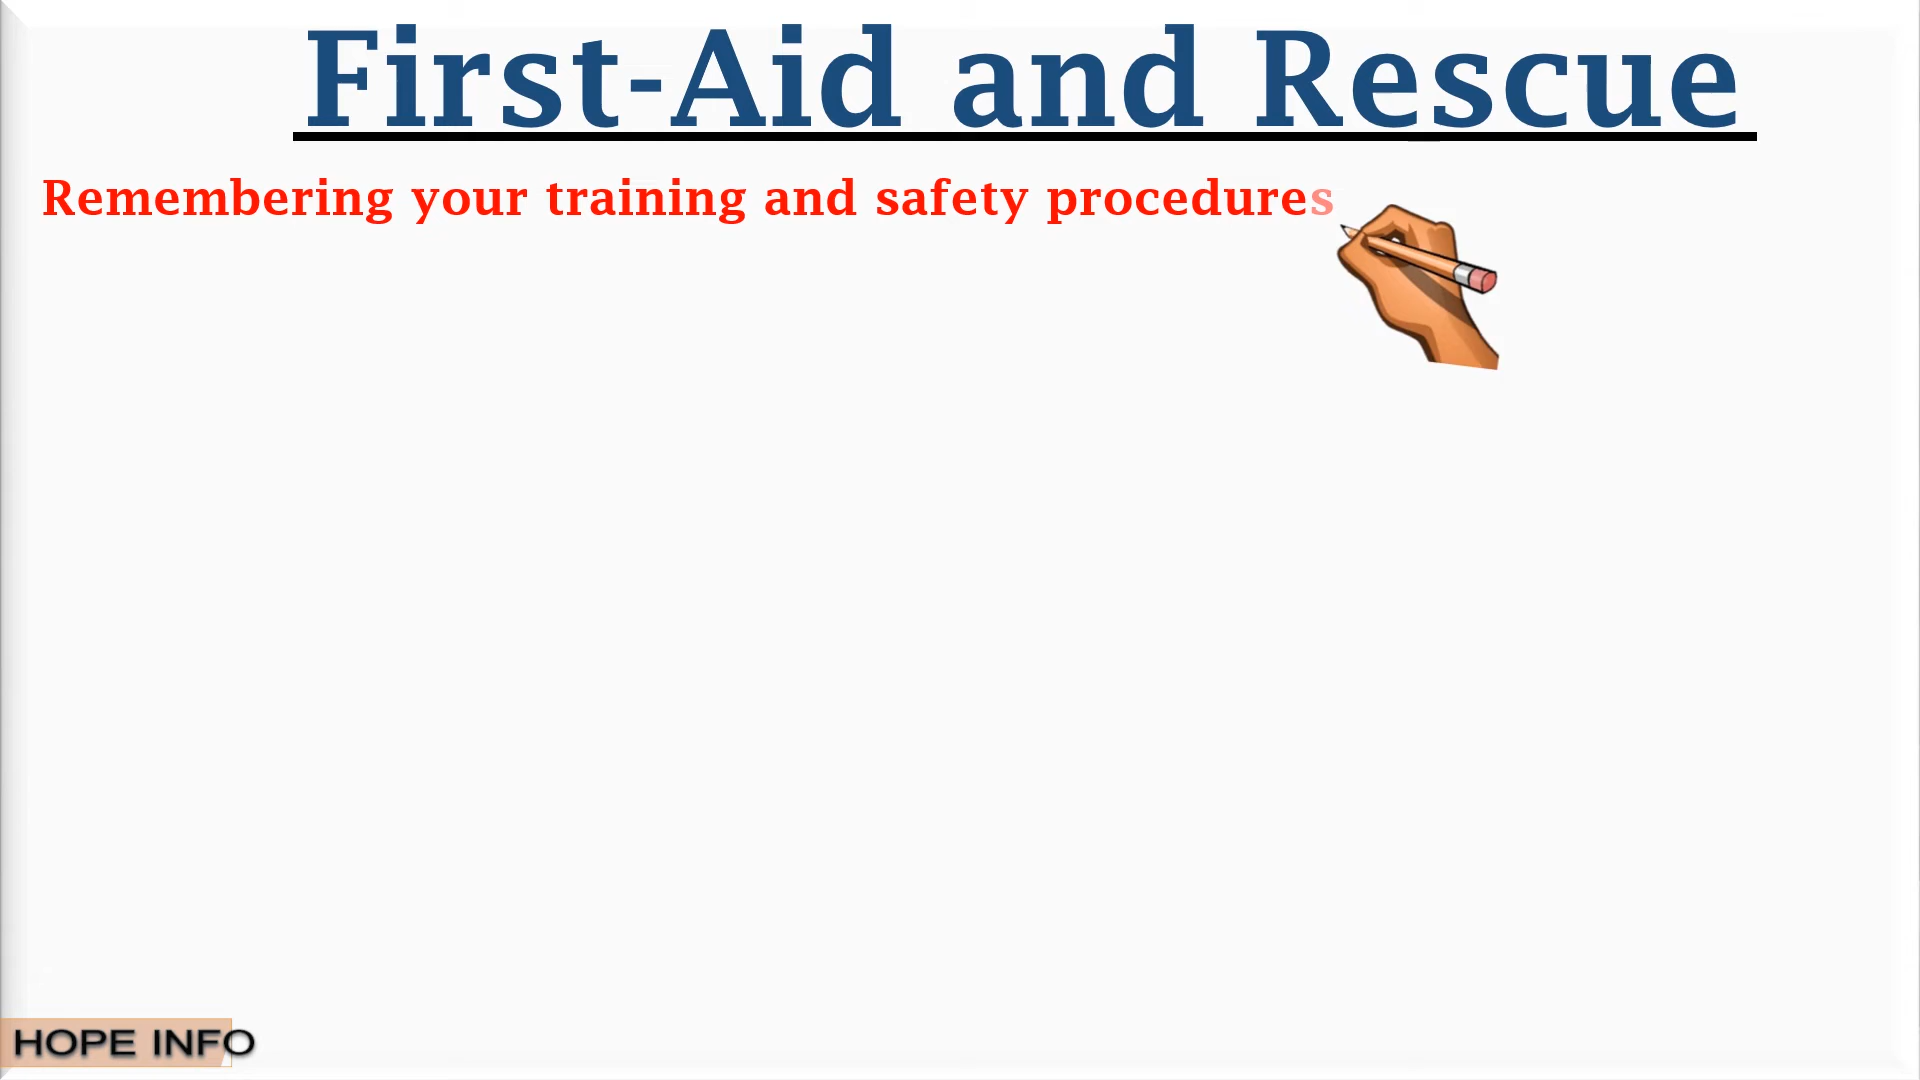 First-Aid and Rescue
Remembering your training and safety procedures
HOPE INFO